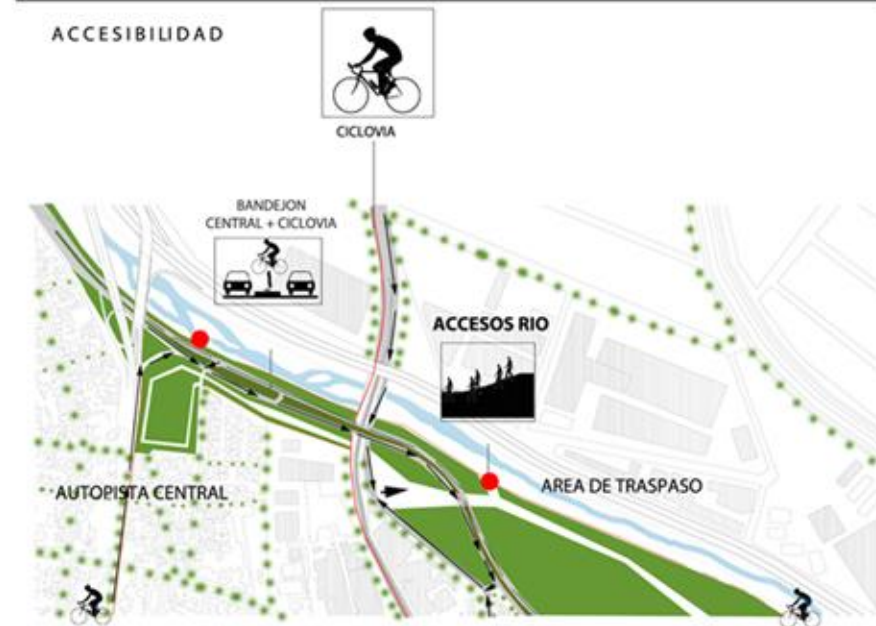 ACCESIBILIDAD
CICLOVIA
BANDEJON
CENTRAL + CICLOVIA
ACCESOS RIO
AUTOPISTA CENTRAL
AREA DE TRASPASO